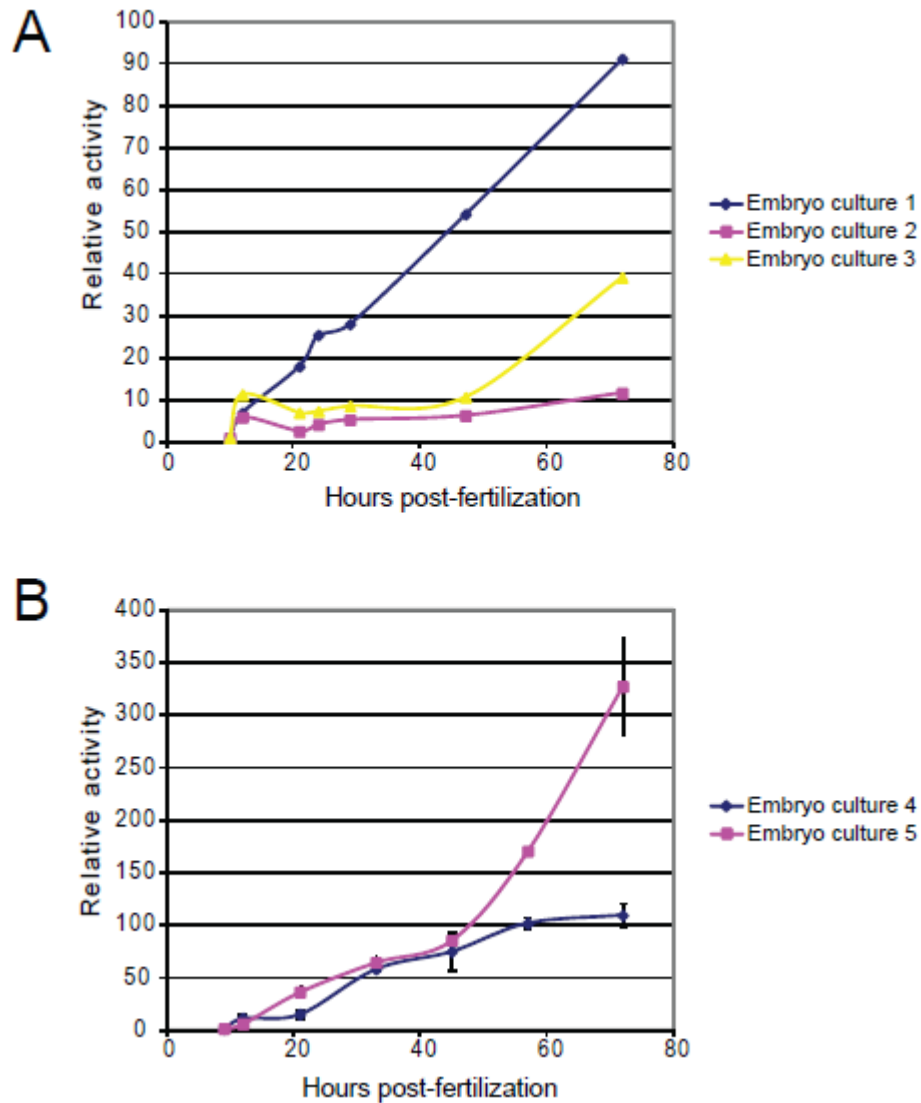 A
100
90
80
70
60
50
40
30
20
10
0
Relative activity
0 20 40 60 80
Hours post-fertilization
Embryo culture 1
Embryo culture 2
Embryo culture 3
B
400
350
300
250
200
150
100
50
0
Relative activity
0 20 40 60 80
Hours post-fertilization
Embryo culture 4
Embryo culture 5